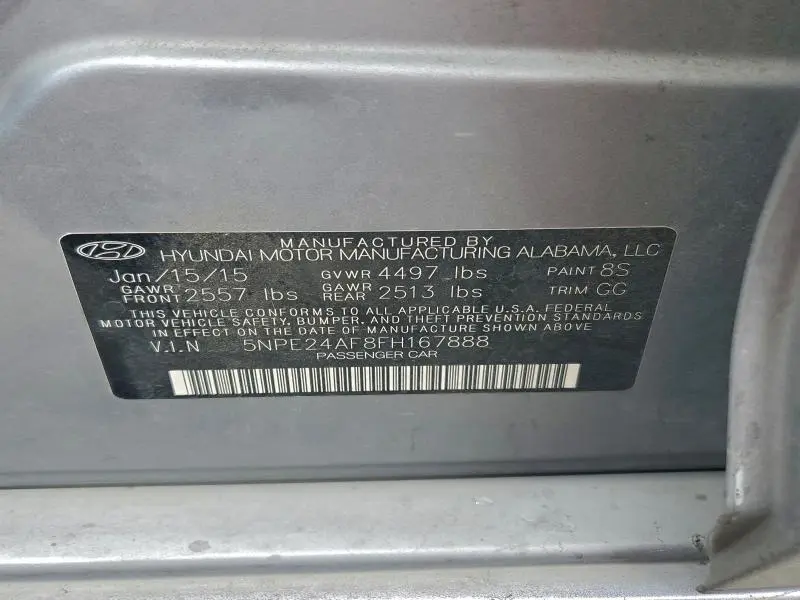 MANUFACTURED BY
HYUNDAI MOTOR MANUFACTURING ALABAMA, LLC
Jan/15/15 GVWR 4497 lbs PAINT 8S
GAWR FRONT 2557 lbs GAWR REAR 2513 lbs TRIM GG
THIS VEHICLE CONFORMS TO ALL APPLICABLE U.S.A. FEDERAL
MOTOR VEHICLE SAFETY, BUMPER, AND THEFT PREVENTION STANDARDS
IN EFFECT ON THE DATE OF MANUFACTURE SHOWN ABOVE
V.I.N 5NPE24AF8FH167888
PASSENGER CAR